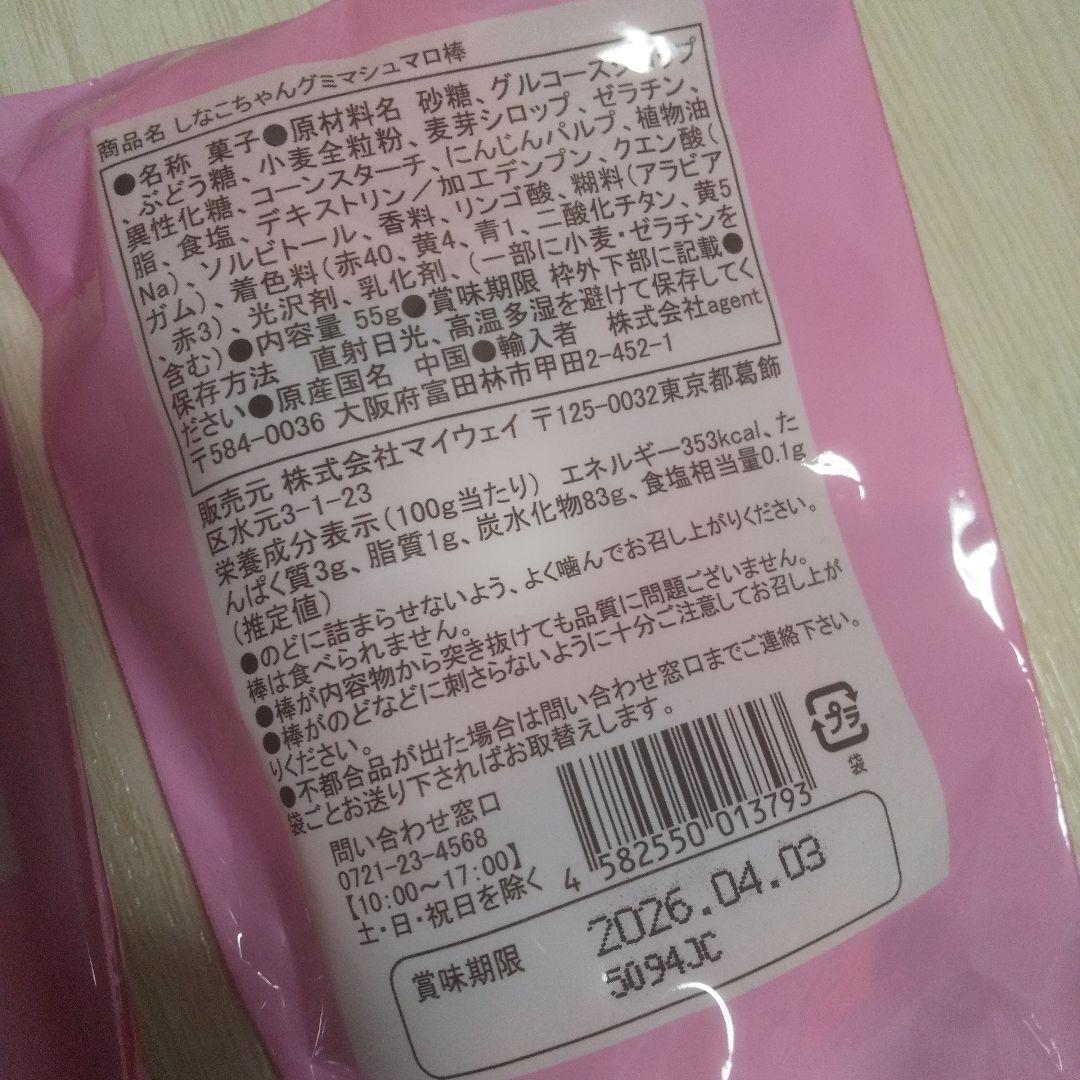 商品名 しなこちゃんグミマシュマロ棒
●名称 菓子●原材料名 砂糖、グルコースシロップ
、ぶどう糖、小麦全粒粉、麦芽シロップ、ゼラチン、
異性化糖、コーンスターチ、にんじんパルプ、植物油
脂、食塩、デキストリン/加工デンプン、クエン酸(
Na)、ソルビトール、香料、リンゴ酸、糊料(アラビア
ガム)、着色料(赤40、黄4、青1、二酸化チタン、黄5
、赤3)、光沢剤、乳化剤、(一部に小麦・ゼラチンを
含む)●内容量 55g●賞味期限 枠外下部に記載●
保存方法 直射日光、高温多湿を避けて保存してく
ださい●原産国名 中国●輸入者 株式会社agent
〒584-0036 大阪府富田林市甲田2-452-1
販売元 株式会社マイウェイ 〒125-0032東京都葛飾
区水元3-1-23
栄養成分表示(100g当たり) エネルギー353kcal、た
んぱく質3g、脂質1g、炭水化物83g、食塩相当量0.1g
(推定値)
●のどに詰まらせないよう、よく噛んでお召し上がりください。
棒は食べられません。
●棒が内容物から突き抜けても品質に問題ございません。
●棒がのどなどに刺さらないように十分ご注意してお召し上が
りください。
●不都合品が出た場合は問い合わせ窓口までご連絡下さい。
袋ごとお送り下さればお取替えします。
問い合わせ窓口
0721-23-4568
【10:00〜17:00】
土・日・祝日を除く
4 582550 013793
プラ
袋
賞味期限
2026.04.03
5094JC